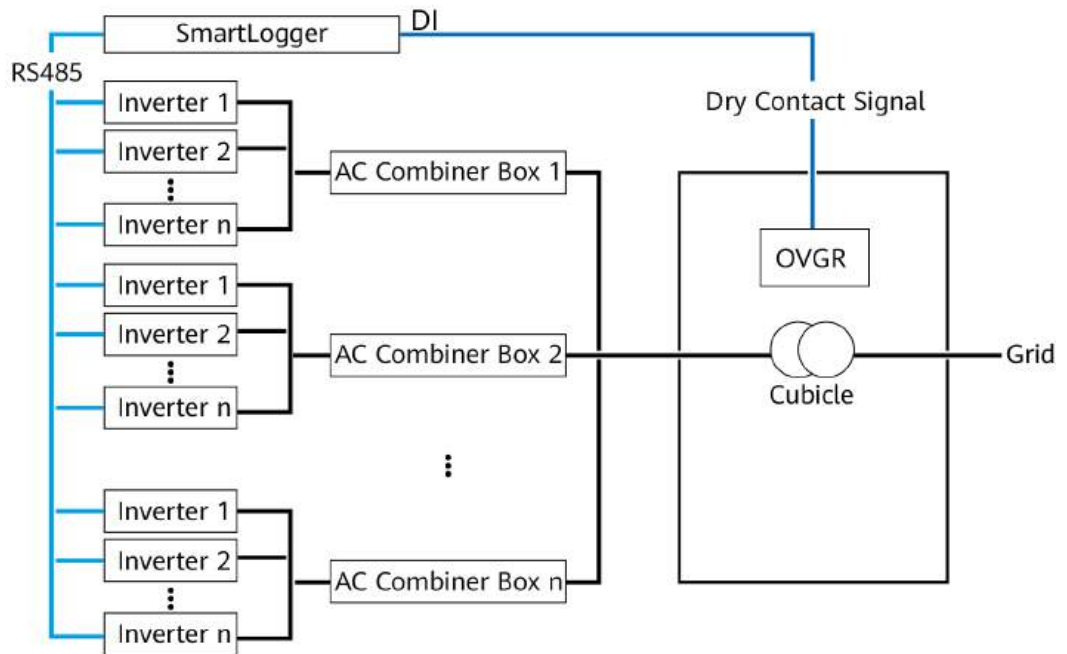 SmartLogger
DI
RS485
Inverter 1
Inverter 2
Inverter n
AC Combiner Box 1
Dry Contact Signal
OVGR
Inverter 1
Inverter 2
Inverter n
AC Combiner Box 2
Grid
Cubicle
Inverter 1
Inverter 2
Inverter n
AC Combiner Box n